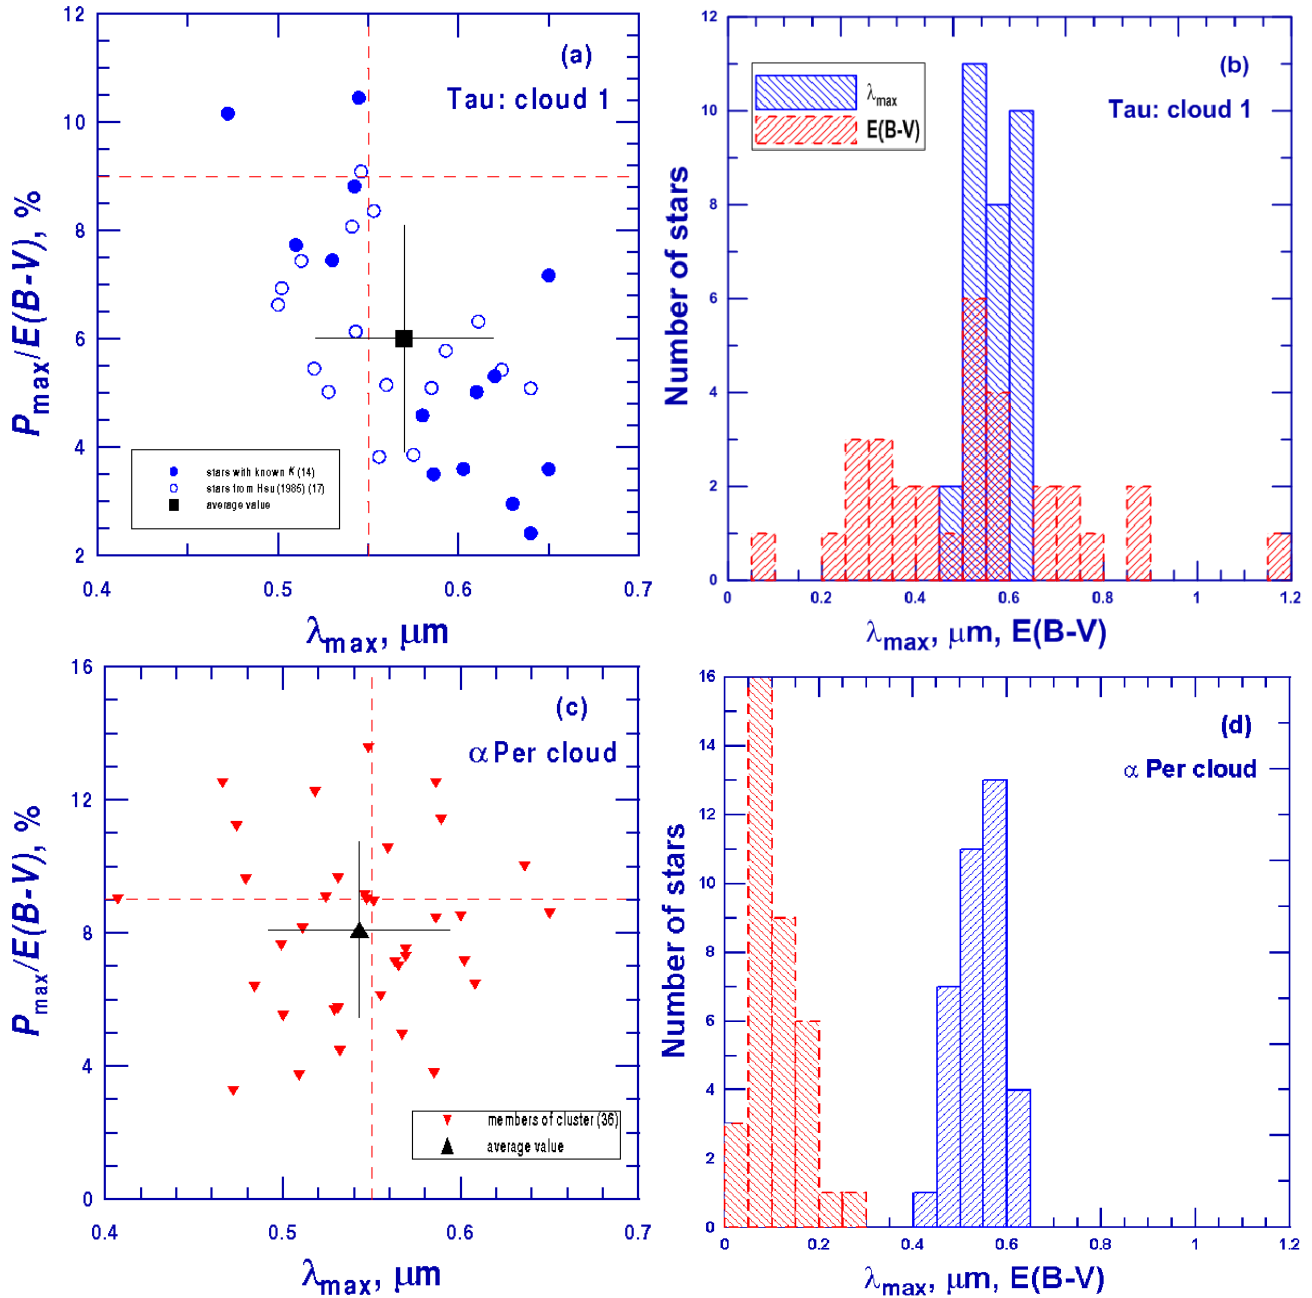 12
10
8
6
4
2
0.4
0.5
0.6
0.7
P_max/E(B-V), %
λ_max, μm
(a)
Tau: cloud 1
stars with known K (14)
stars from Hsu (1985) (17)
average value
12
10
8
6
4
2
0
0
0.2
0.4
0.6
0.8
1
1.2
Number of stars
λ_max, μm, E(B-V)
(b)
Tau: cloud 1
λ_max
E(B-V)
16
12
8
4
0
0.4
0.5
0.6
0.7
P_max/E(B-V), %
λ_max, μm
(c)
α Per cloud
members of cluster (36)
average value
16
14
12
10
8
6
4
2
0
0
0.2
0.4
0.6
0.8
1
1.2
Number of stars
λ_max, μm, E(B-V)
(d)
α Per cloud